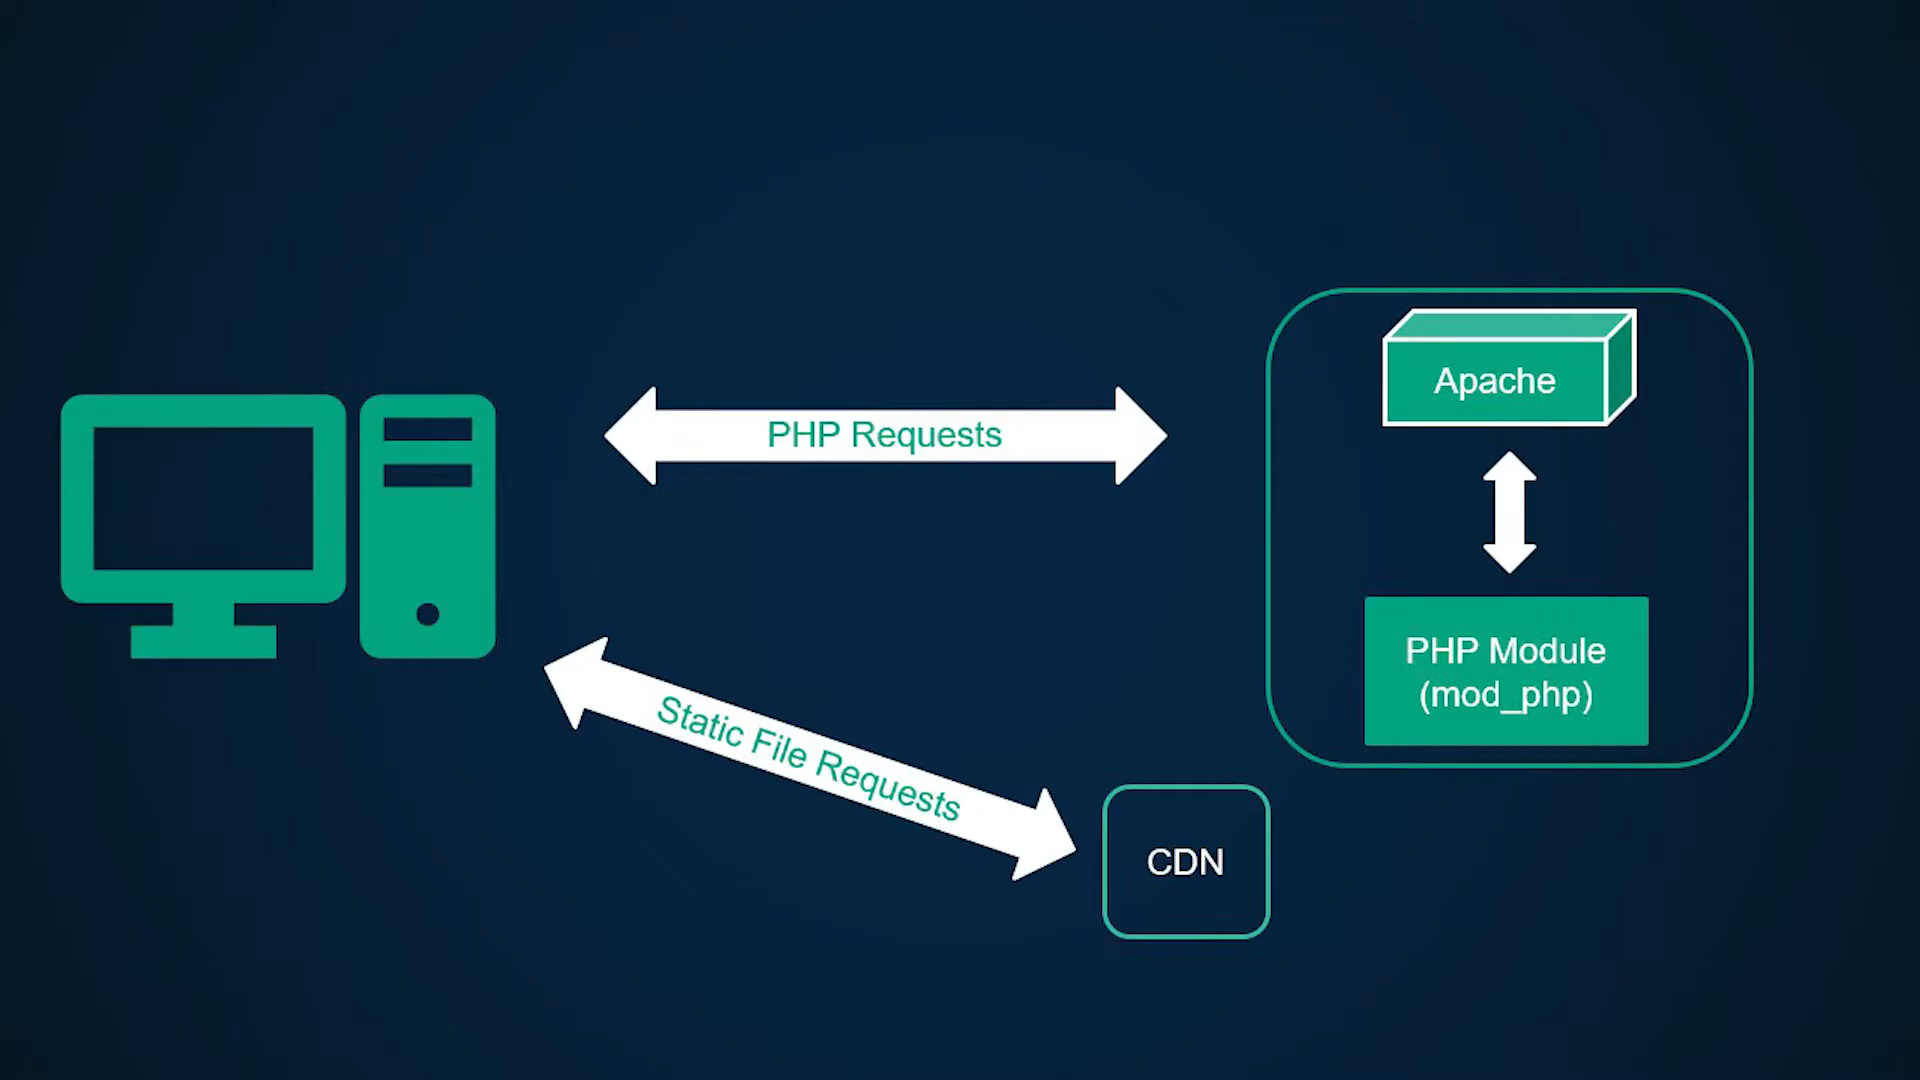 Apache
PHP Requests
PHP Module
(mod_php)
Static File Requests
CDN